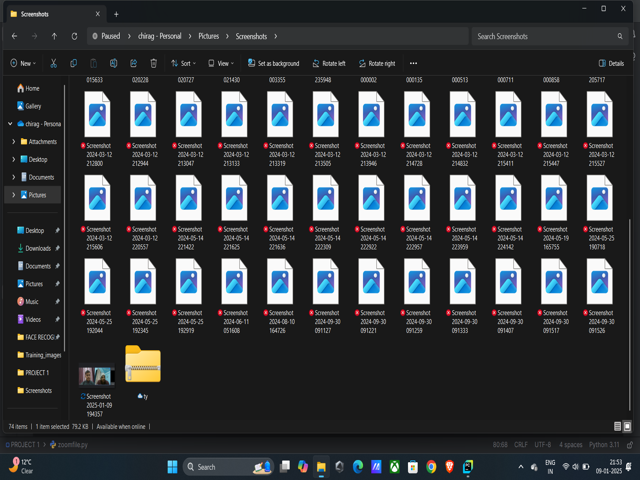 Screenshots
Paused > chirag - Personal > Pictures > Screenshots >
Search Screenshots
New Sort View Set as background Rotate left Rotate right ••• Details
015633 020228 020727 021430 003355 235948 000002 000135 000513 000711 000858 205717
Home
Gallery
chirag - Persona
Attachments
Desktop
Documents
Pictures
Desktop
Downloads
Documents
Pictures
Music
Videos
FACE RECOG
Training_images
PROJECT 1
Screenshots
Screenshot Screenshot Screenshot Screenshot Screenshot Screenshot Screenshot Screenshot Screenshot Screenshot Screenshot Screenshot
2024-03-12 2024-03-12 2024-03-12 2024-03-12 2024-03-12 2024-03-12 2024-03-12 2024-03-12 2024-03-12 2024-03-12 2024-03-12 2024-03-12
212800 212944 213047 213133 213319 213505 213946 214728 214832 215411 215447 215527
Screenshot Screenshot Screenshot Screenshot Screenshot Screenshot Screenshot Screenshot Screenshot Screenshot Screenshot Screenshot
2024-03-12 2024-03-12 2024-05-14 2024-05-14 2024-05-14 2024-05-14 2024-05-14 2024-05-14 2024-05-14 2024-05-14 2024-05-19 2024-05-25
215606 220557 221422 221625 221636 222309 222922 222957 223959 224142 165755 190718
Screenshot Screenshot Screenshot Screenshot Screenshot Screenshot Screenshot Screenshot Screenshot Screenshot Screenshot Screenshot
2024-05-25 2024-05-25 2024-05-25 2024-06-11 2024-08-10 2024-09-30 2024-09-30 2024-09-30 2024-09-30 2024-09-30 2024-09-30 2024-09-30
192044 192345 192919 051608 164726 091127 091221 091259 091333 091407 091517 091526
Screenshot ty
2025-01-09
194357
74 items 1 item selected 79.2 KB Available when online
PROJECT 1 > zoomfile.py 80:68 CRLF UTF-8 4 spaces Python 3.11
12°C
Clear
Search
ENG
IN
21:53
09-01-2025